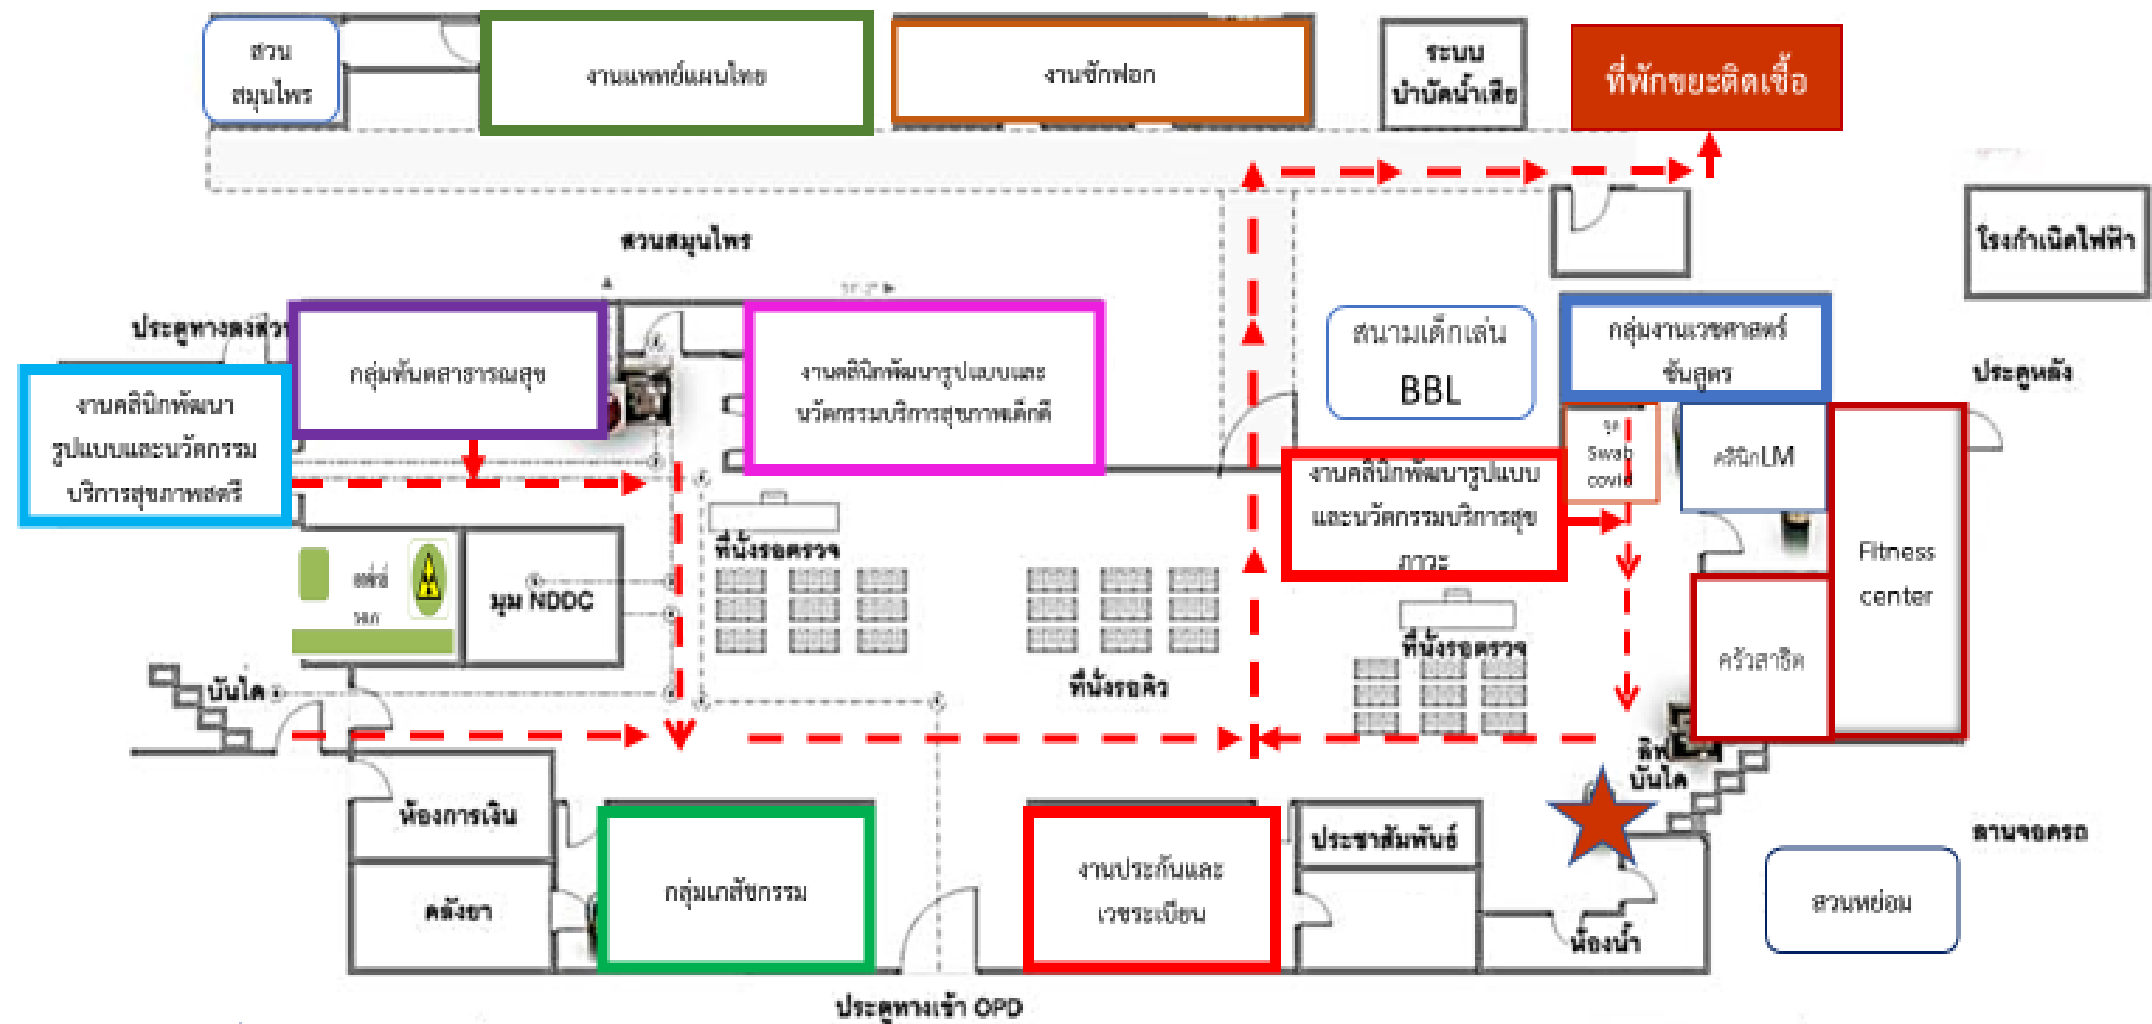 สวน
สมุนไพร
งานแพทย์แผนไทย
งานซักฟอก
ระบบ
บำบัดน้ำเสีย
ที่พักขยะติดเชื้อ
สวนสมุนไพร
โรงกำเนิดไฟฟ้า
ประตูทางลงสวน
กลุ่มทันตสาธารณสุข
งานคลินิกพัฒนารูปแบบและ
นวัตกรรมบริการสุขภาพเด็กดี
สนามเด็กเล่น
BBL
กลุ่มงานเวชศาสตร์
ชันสูตร
ประตูหลัง
งานคลินิกพัฒนา
รูปแบบและนวัตกรรม
บริการสุขภาพสตรี
งานคลินิกพัฒนารูปแบบ
และนวัตกรรมบริการสุข
ภาวะ
Swab
covid
คลินิกLM
Fitness
center
ที่นั่งรอตรวจ
มุม NDDC
ที่นั่งรอตรวจ
ครัวสาธิต
บันได
ที่นั่งรอคิว
ลิฟ
บันได
ห้องการเงิน
คลังยา
กลุ่มเภสัชกรรม
งานประกันและ
เวชระเบียน
ประชาสัมพันธ์
ลานจอดรถ
สวนหย่อม
ห้องน้ำ
ประตูทางเข้า OPD